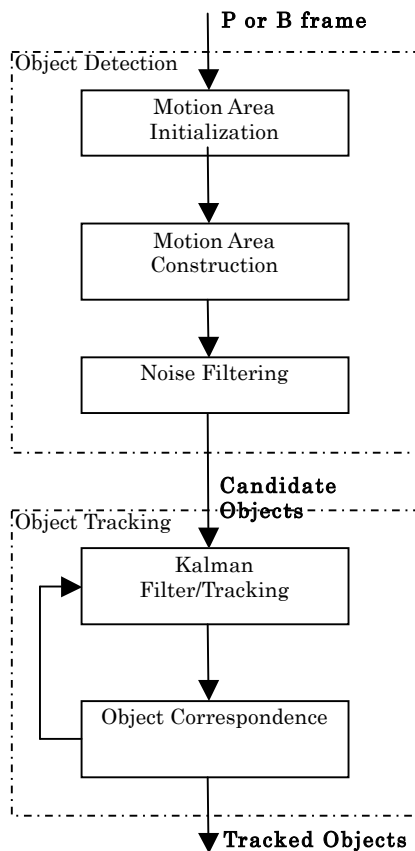 P or B frame
Object Detection
Motion Area
Initialization
Motion Area
Construction
Noise Filtering
Candidate
Objects
Object Tracking
Kalman
Filter/Tracking
Object Correspondence
Tracked Objects